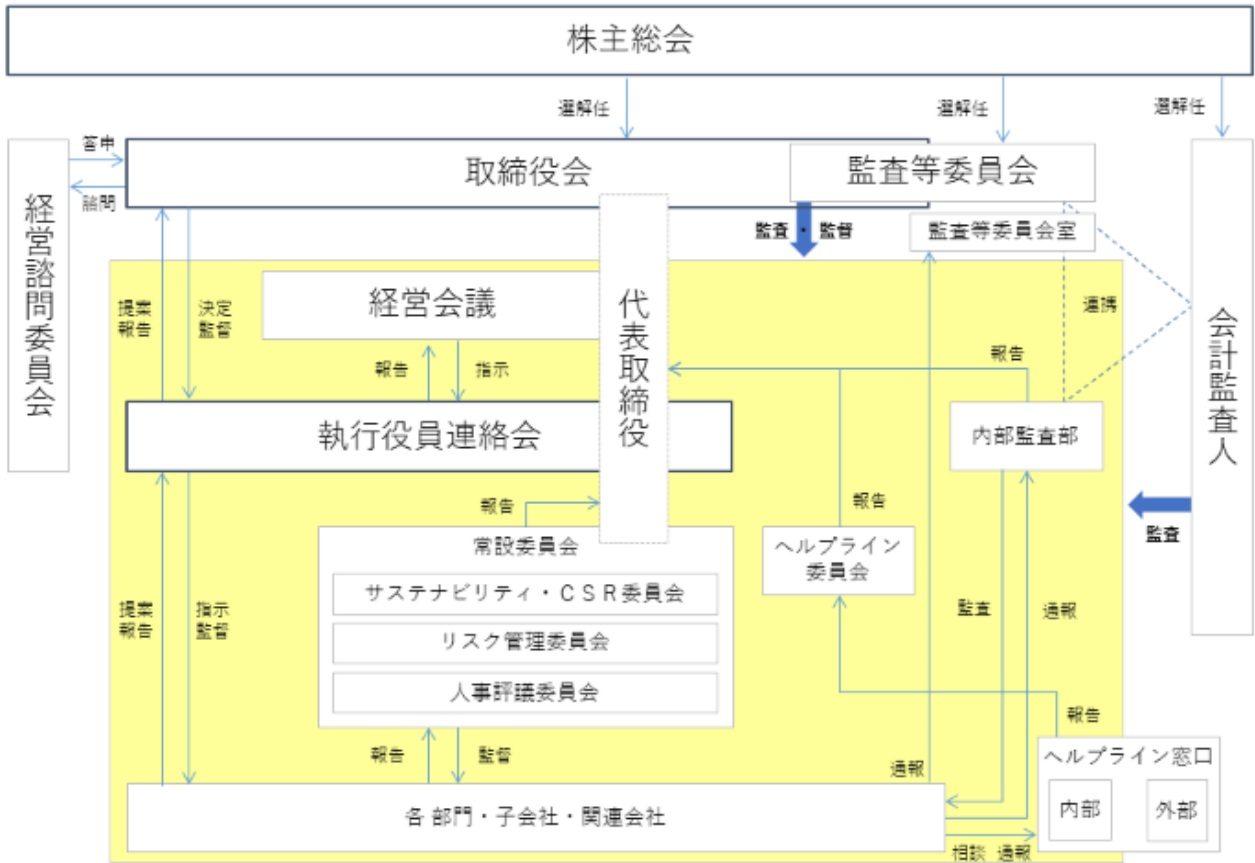 株主総会
選解任
選解任
選解任
答申
諮問
経営諮問委員会
取締役会
監査等委員会
監査・監督
監査等委員会室
連携
会計監査人
提案
報告
決定
監督
経営会議
代表取締役
報告
指示
報告
執行役員連絡会
内部監査部
報告
報告
監査
常設委員会
サステナビリティ・CSR委員会
リスク管理委員会
人事評議委員会
ヘルプライン
委員会
提案
報告
指示
監督
監査
通報
報告
監督
通報
報告
ヘルプライン窓口
内部
外部
各 部門・子会社・関連会社
相談 通報